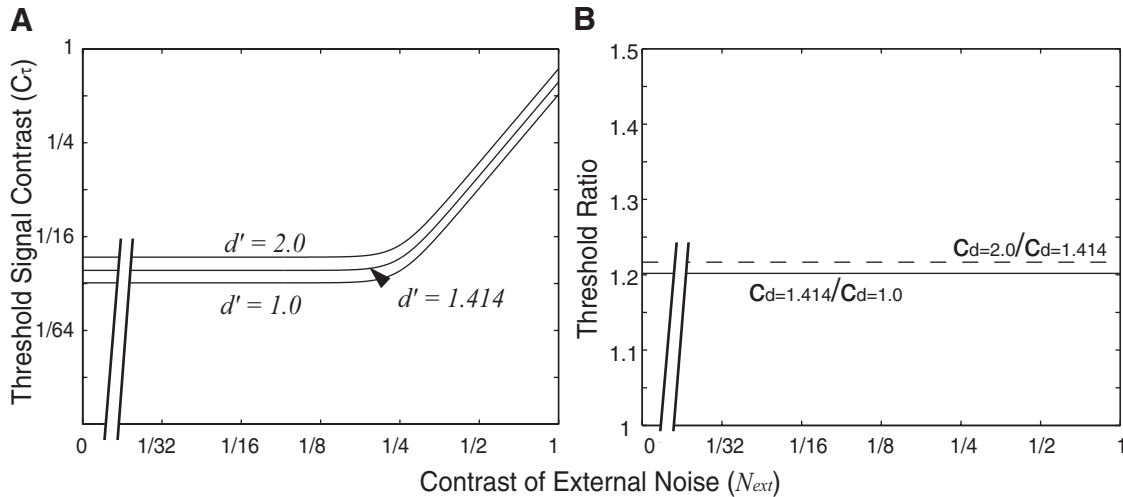 A
B
Threshold Signal Contrast (Cτ)
1
1/4
1/16
1/64
d' = 2.0
d' = 1.0
d' = 1.414
0
1/32
1/16
1/8
1/4
1/2
1
Threshold Ratio
1.5
1.4
1.3
1.2
1.1
1
Cd=2.0/Cd=1.414
Cd=1.414/Cd=1.0
0
1/32
1/16
1/8
1/4
1/2
1
Contrast of External Noise (Next)